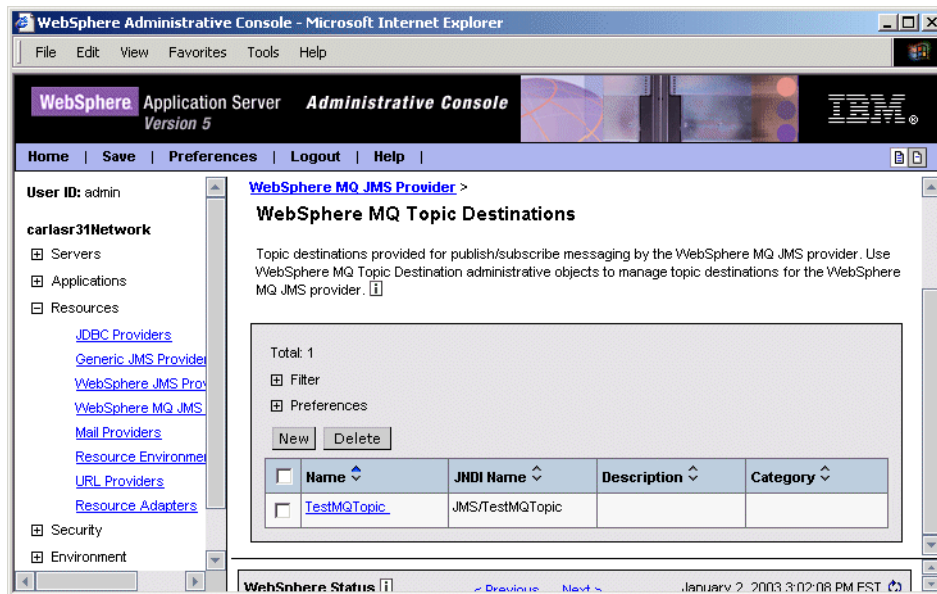 WebSphere Administrative Console - Microsoft Internet Explorer
File Edit View Favorites Tools Help
WebSphere Application Server Administrative Console
Version 5
IBM®
Home | Save | Preferences | Logout | Help |
User ID: admin
carlasr31Network
Servers
Applications
Resources
JDBC Providers
Generic JMS Provider
WebSphere JMS Prov
WebSphere MQ JMS
Mail Providers
Resource Environmen
URL Providers
Resource Adapters
Security
Environment
WebSphere MQ JMS Provider >
WebSphere MQ Topic Destinations
Topic destinations provided for publish/subscribe messaging by the WebSphere MQ JMS provider. Use
WebSphere MQ Topic Destination administrative objects to manage topic destinations for the WebSphere
MQ JMS provider. i
Total: 1
Filter
Preferences
New Delete
Name JNDI Name Description Category
TestMQTopic JMS/TestMQTopic
WebSphere Status i < Previous Next > January 2, 2003 3:02:08 PM EST